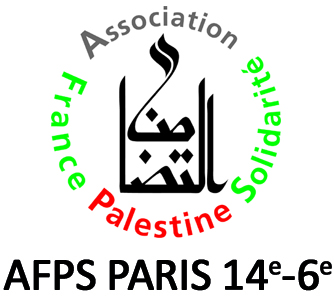 Association
France Palestine Solidarité
التضامن
AFPS PARIS 14e-6e